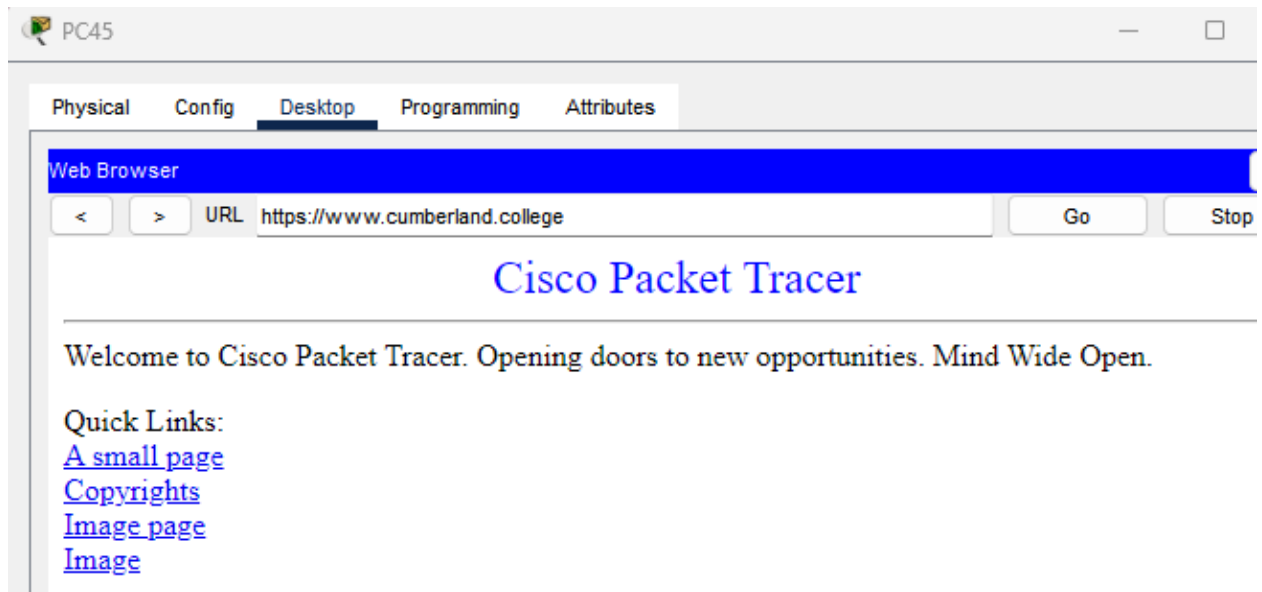 PC45
Physical Config Desktop Programming Attributes
Web Browser
< > URL https://www.cumberland.college Go Stop
Cisco Packet Tracer
Welcome to Cisco Packet Tracer. Opening doors to new opportunities. Mind Wide Open.
Quick Links:
A small page
Copyrights
Image page
Image